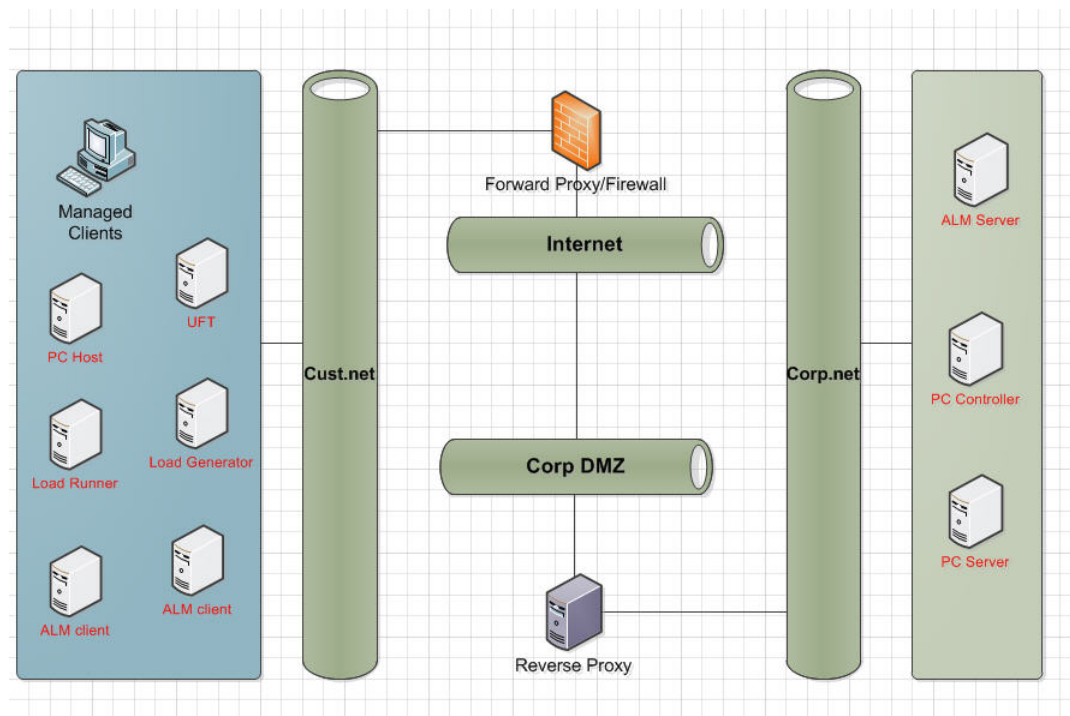 Managed
Clients
UFT
PC Host
Load Generator
Load Runner
ALM client
ALM client
Cust.net
Forward Proxy/Firewall
Internet
Corp DMZ
Reverse Proxy
Corp.net
ALM Server
PC Controller
PC Server